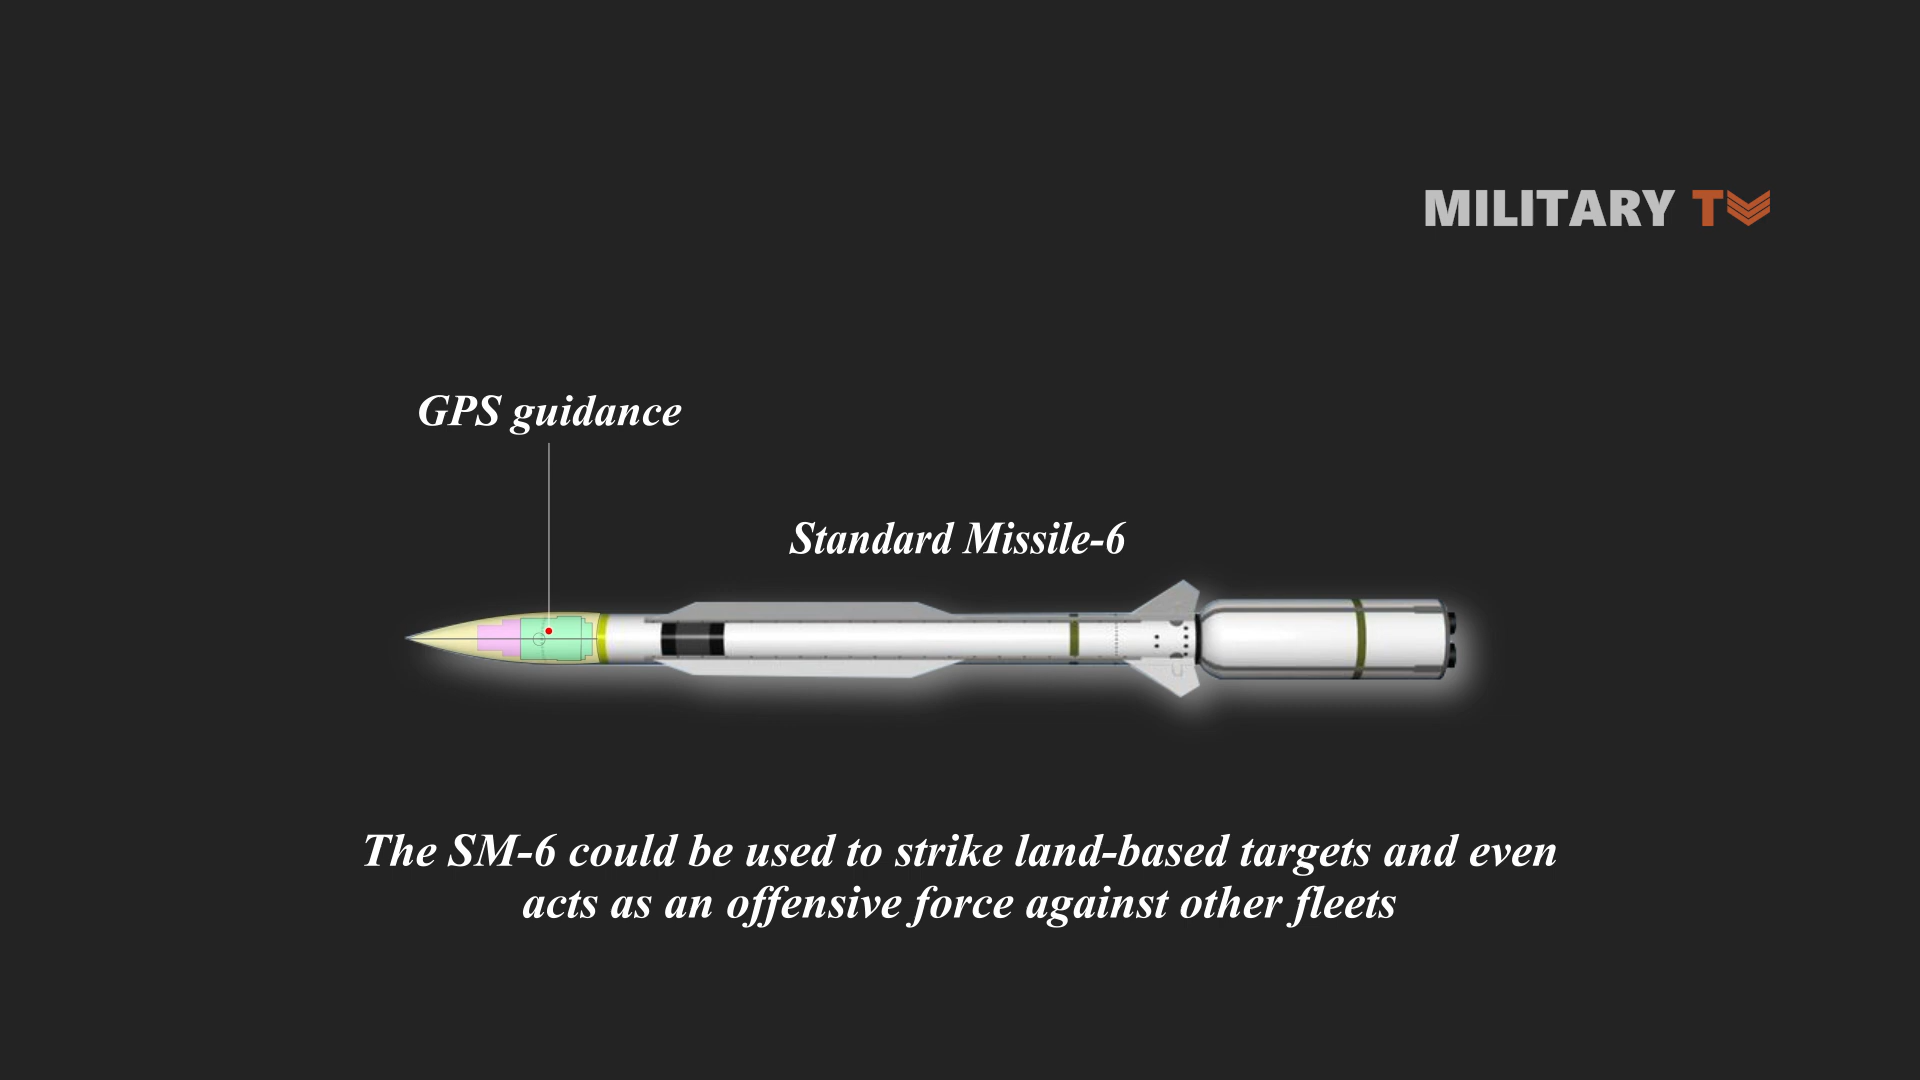 MILITARY TV
GPS guidance
Standard Missile-6
The SM-6 could be used to strike land-based targets and even
acts as an offensive force against other fleets